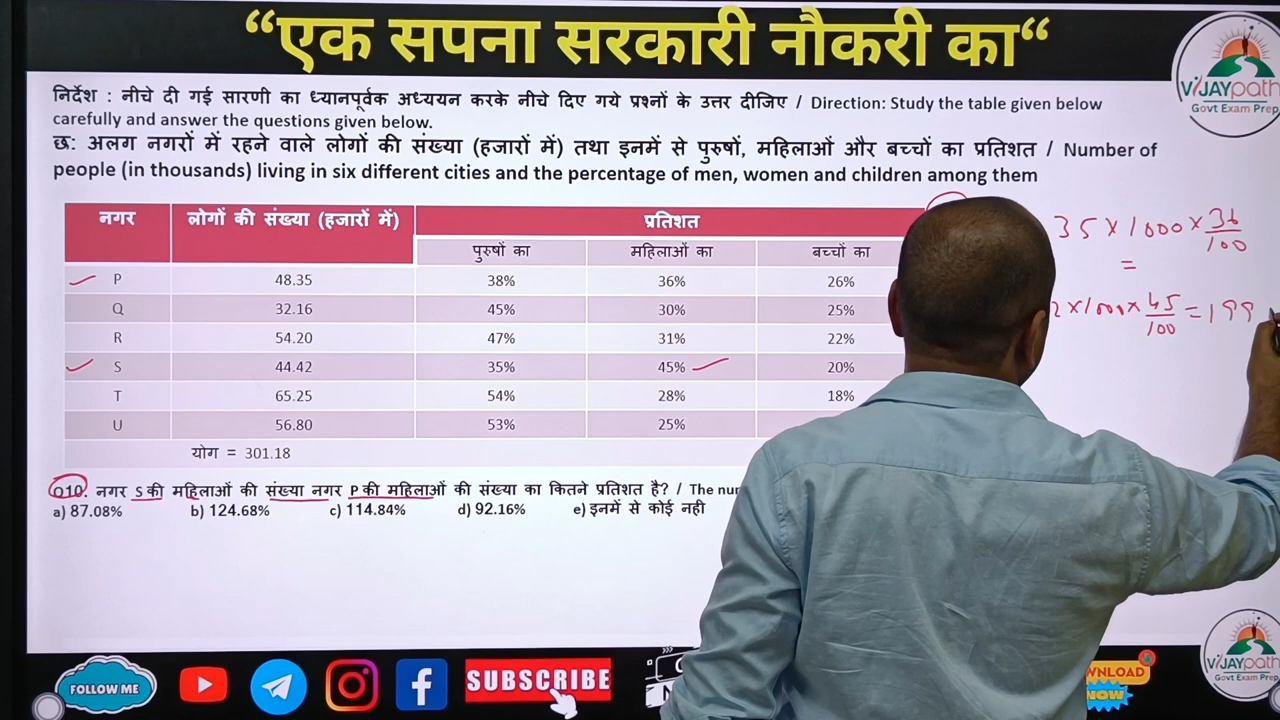 “एक सपना सरकारी नौकरी का“
VIJAYpath
Govt Exam Prep
निर्देश : नीचे दी गई सारणी का ध्यानपूर्वक अध्ययन करके नीचे दिए गये प्रश्नों के उत्तर दीजिए / Direction: Study the table given below
carefully and answer the questions given below.
छ: अलग नगरों में रहने वाले लोगों की संख्या (हजारों में) तथा इनमें से पुरुषों, महिलाओं और बच्चों का प्रतिशत / Number of
people (in thousands) living in six different cities and the percentage of men, women and children among them
नगर लोगों की संख्या (हजारों में) प्रतिशत
पुरुषों का महिलाओं का बच्चों का
P 48.35 38% 36% 26%
Q 32.16 45% 30% 25%
R 54.20 47% 31% 22%
S 44.42 35% 45% 20%
T 65.25 54% 28% 18%
U 56.80 53% 25%
योग = 301.18
35 × 1000 × 36/100
=
2 × 1000 × 45/100 = 199
Q10. नगर S की महिलाओं की संख्या नगर P की महिलाओं की संख्या का कितने प्रतिशत है? / The
a) 87.08% b) 124.68% c) 114.84% d) 92.16% e) इनमें से कोई नही
FOLLOW ME
SUBSCRIBE
NOW
VIJAYpath
Govt Exam Prep